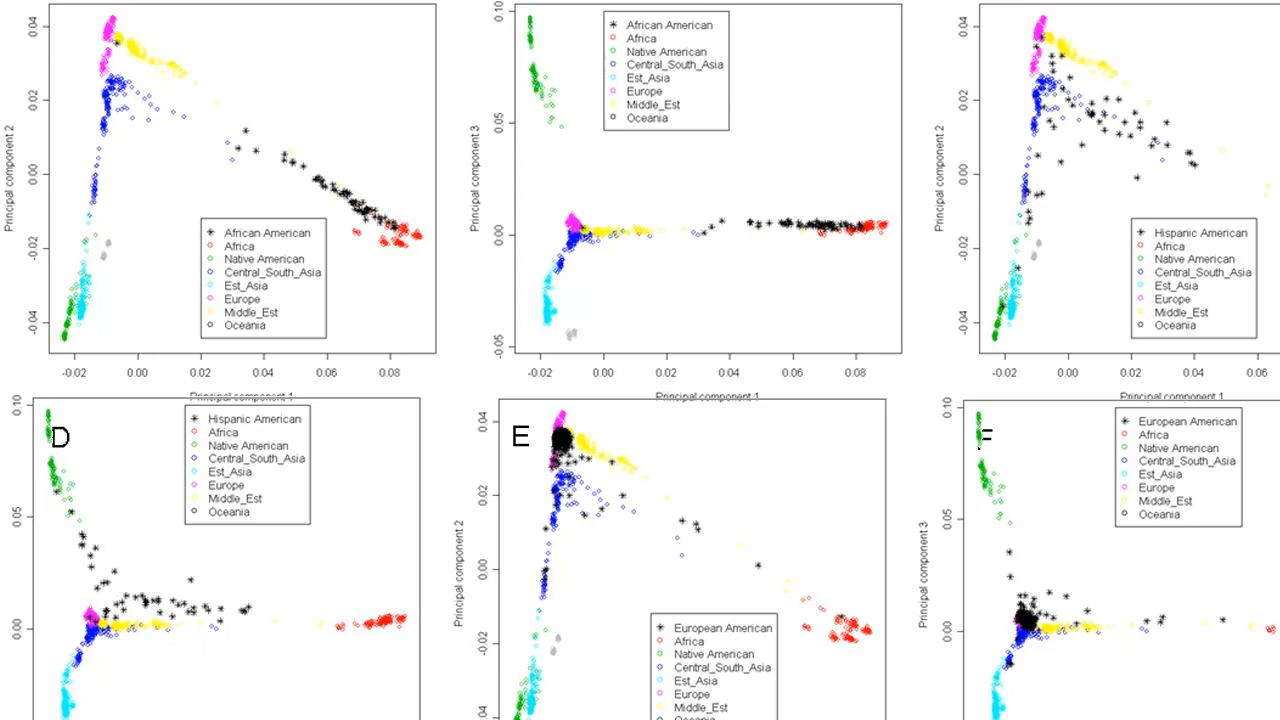 0.04
0.02
0.00
-0.02
-0.04
Principal component 2
African American
Africa
Native American
Central_South_Asia
Est_Asia
Europe
Middle_Est
Oceania
-0.02 0.00 0.02 0.04 0.06 0.08
Principal component 1
0.10
0.05
0.00
-0.05
Principal component 3
African American
Africa
Native American
Central_South_Asia
Est_Asia
Europe
Middle_Est
Oceania
-0.02 0.00 0.02 0.04 0.06 0.08
Principal component 1
0.04
0.02
0.00
-0.02
-0.04
Principal component 2
Hispanic American
Africa
Native American
Central_South_Asia
Est_Asia
Europe
Middle_Est
Oceania
-0.02 0.00 0.02 0.04 0.06
Principal component 1
D
0.10
0.05
0.00
Hispanic American
Africa
Native American
Central_South_Asia
Est_Asia
Europe
Middle_Est
Oceania
E
0.04
0.02
0.00
-0.02
0.04
Principal component 2
European American
Africa
Native American
Central_South_Asia
Est_Asia
Europe
Middle_Est
Oceania
F
0.10
0.05
0.00
Principal component 3
European American
Africa
Native American
Central_South_Asia
Est_Asia
Europe
Middle_Est
Oceania